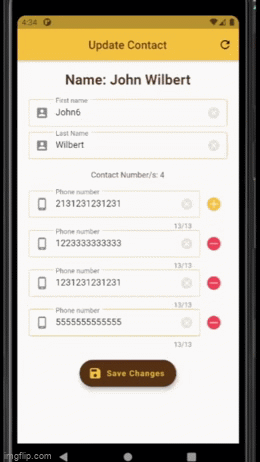 4:34
Update Contact
Name: John Wilbert
First name
John6
Last Name
Wilbert
Contact Number/s: 4
Phone number
2131231231231
13/13
Phone number
1223333333333
13/13
Phone number
1231231231231
13/13
Phone number
5555555555555
13/13
Save Changes
imgflip.com